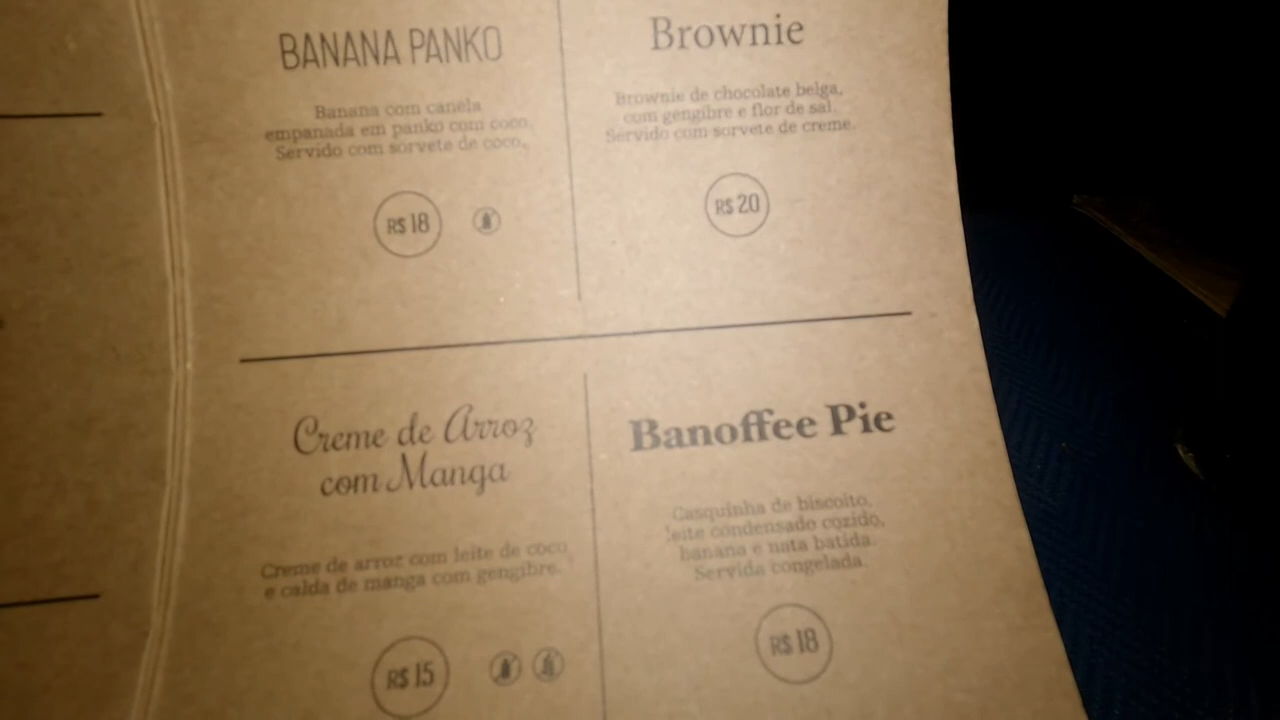 BANANA PANKO
Banana com canela
empanada em panko com coco.
Servido com sorvete de coco.
R$ 18
Brownie
Brownie de chocolate belga,
com gengibre e flor de sal.
Servido com sorvete de creme.
R$ 20
Creme de Arroz
com Manga
Creme de arroz com leite de coco
e calda de manga com gengibre.
R$ 15
Banoffee Pie
Casquinha de biscoito,
leite condensado cozido,
banana e nata batida.
Servida congelada.
R$ 18